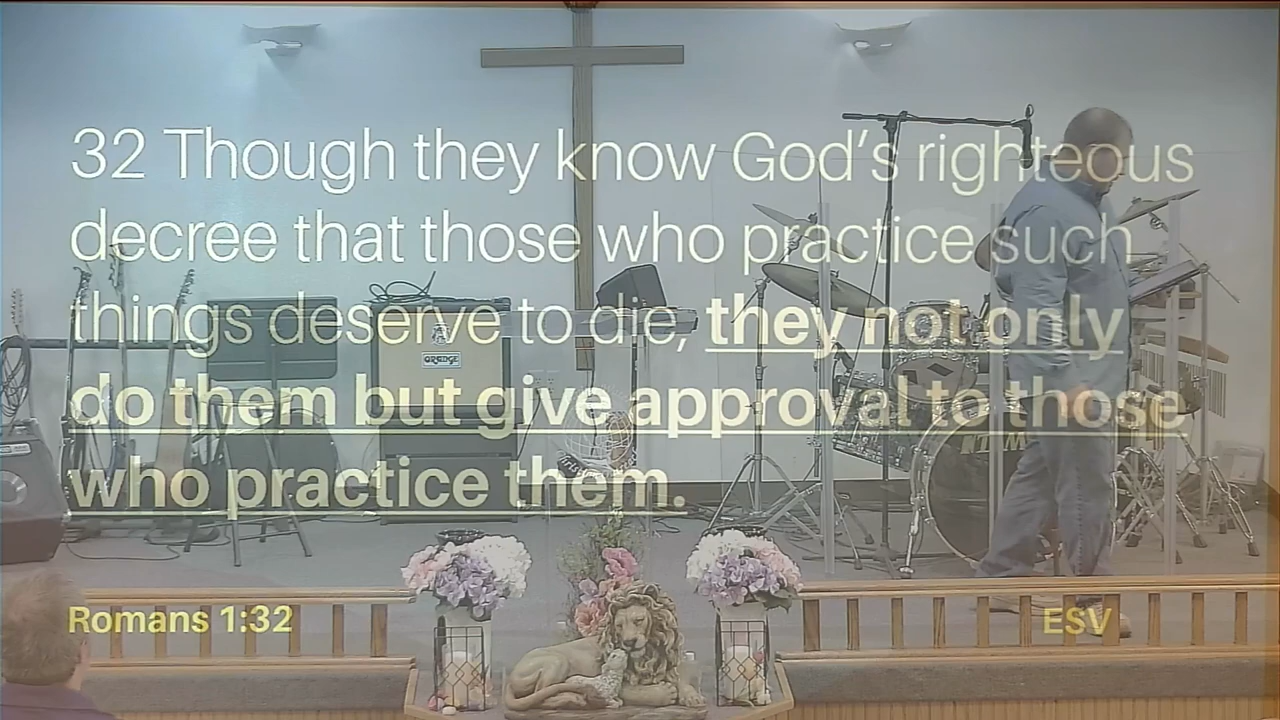 32 Though they know God's righteous
decree that those who practice such
things deserve to die, they not only
do them but give approval to those
who practice them.
Romans 1:32
ESV
ORANGE